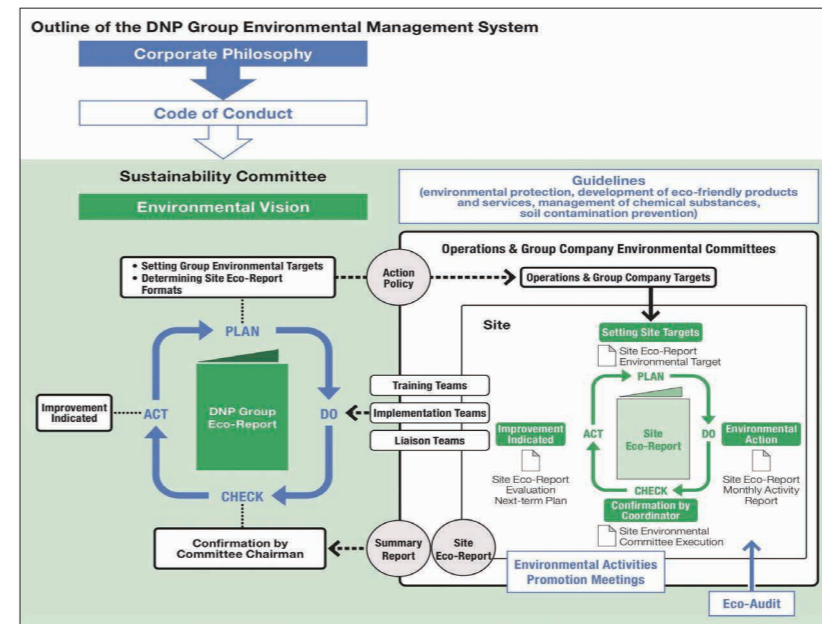 Outline of the DNP Group Environmental Management System
Corporate Philosophy
Code of Conduct
Sustainability Committee
Environmental Vision
Guidelines
(environmental protection, development of eco-friendly products
and services, management of chemical substances,
soil contamination prevention)
Operations & Group Company Environmental Committees
• Setting Group Environmental Targets
• Determining Site Eco-Report
Formats
Action
Policy
Operations & Group Company Targets
PLAN
DO
CHECK
ACT
DNP Group
Eco-Report
Improvement
Indicated
Training Teams
Implementation Teams
Liaison Teams
Confirmation by
Committee Chairman
Summary
Report
Site
Eco-Report
Site
Setting Site Targets
Site Eco-Report
Environmental Target
PLAN
ACT
Site
Eco-Report
DO
CHECK
Improvement
Indicated
Site Eco-Report
Evaluation
Next-term Plan
Environmental
Action
Site Eco-Report
Monthly Activity
Report
Confirmation by
Coordinator
Site Environmental
Committee Execution
Environmental Activities
Promotion Meetings
Eco-Audit